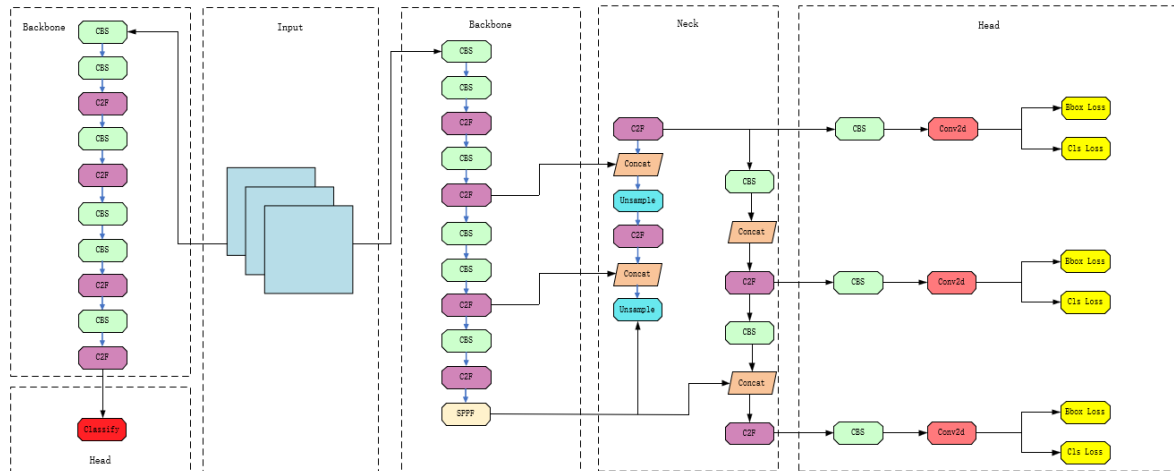 Backbone
CBS
CBS
C2F
CBS
C2F
CBS
CBS
C2F
CBS
C2F
Classify
Head
Input
Backbone
CBS
CBS
C2F
CBS
C2F
CBS
CBS
C2F
CBS
C2F
SPPF
Neck
C2F
Concat
Unsample
C2F
Concat
Unsample
CBS
Concat
C2F
CBS
Concat
C2F
Head
CBS
Conv2d
Bbox Loss
Cls Loss
CBS
Conv2d
Bbox Loss
Cls Loss
CBS
Conv2d
Bbox Loss
Cls Loss